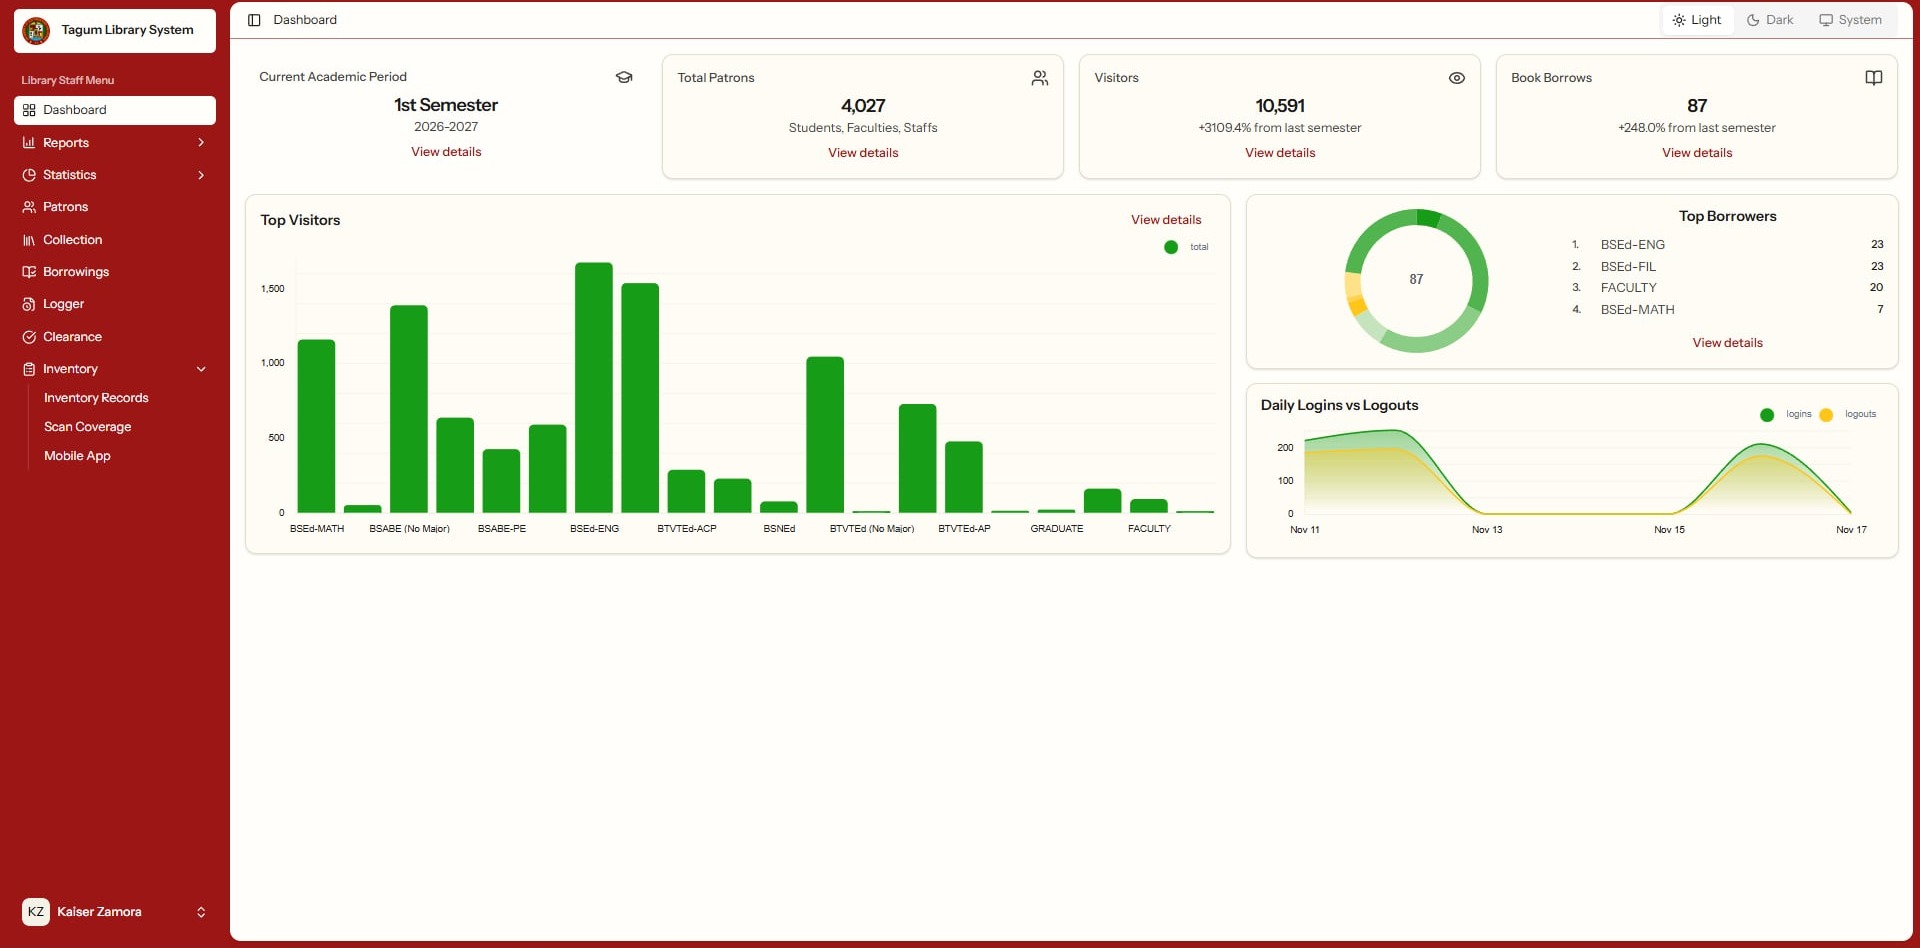 Tagum Library System
Library Staff Menu
Dashboard
Reports
Statistics
Patrons
Collection
Borrowings
Logger
Clearance
Inventory
Inventory Records
Scan Coverage
Mobile App
KZ Kaiser Zamora
Dashboard
Light Dark System
Current Academic Period
1st Semester
2026-2027
View details
Total Patrons
4,027
Students, Faculties, Staffs
View details
Visitors
10,591
+3109.4% from last semester
View details
Book Borrows
87
+248.0% from last semester
View details
Top Visitors
View details
total
1,500
1,000
500
0
BSEd-MATH BSABE (No Major) BSABE-PE BSEd-ENG BTVTEd-ACP BSNEd BTVTEd (No Major) BTVTEd-AP GRADUATE FACULTY
87
Top Borrowers
1. BSEd-ENG 23
2. BSEd-FIL 23
3. FACULTY 20
4. BSEd-MATH 7
View details
Daily Logins vs Logouts
logins logouts
200
100
0
Nov 11 Nov 13 Nov 15 Nov 17